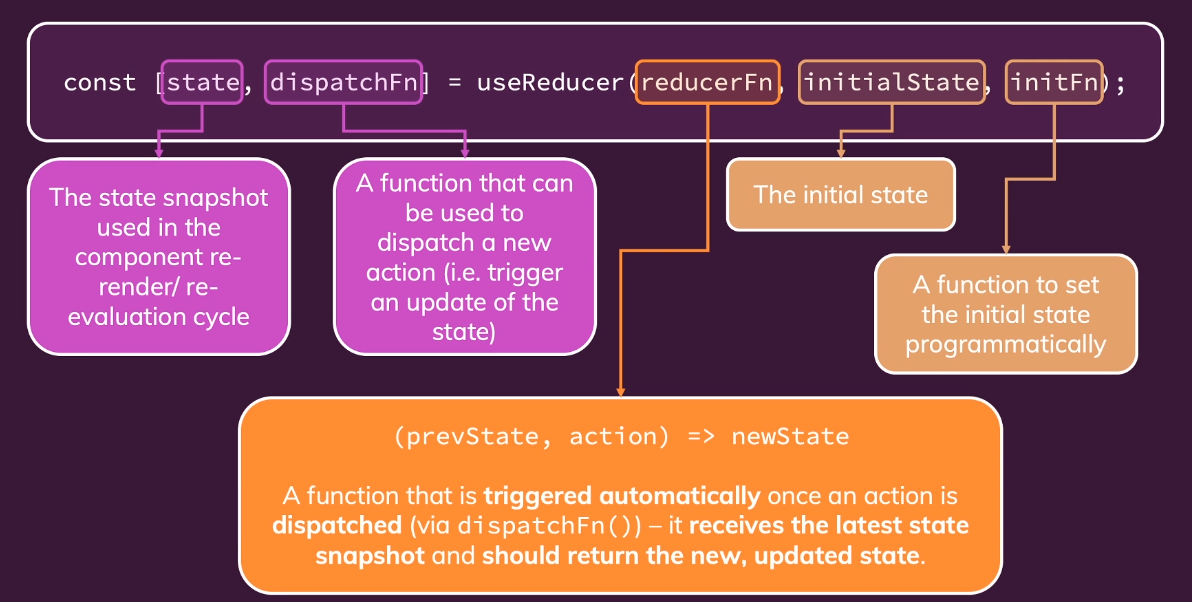 const [state, dispatchFn] = useReducer(reducerFn, initialState, initFn);
The state snapshot
used in the
component re-
render/ re-
evaluation cycle
A function that can
be used to
dispatch a new
action (i.e. trigger
an update of the
state)
The initial state
A function to set
the initial state
programmatically
(prevState, action) => newState
A function that is triggered automatically once an action is
dispatched (via dispatchFn()) – it receives the latest state
snapshot and should return the new, updated state.